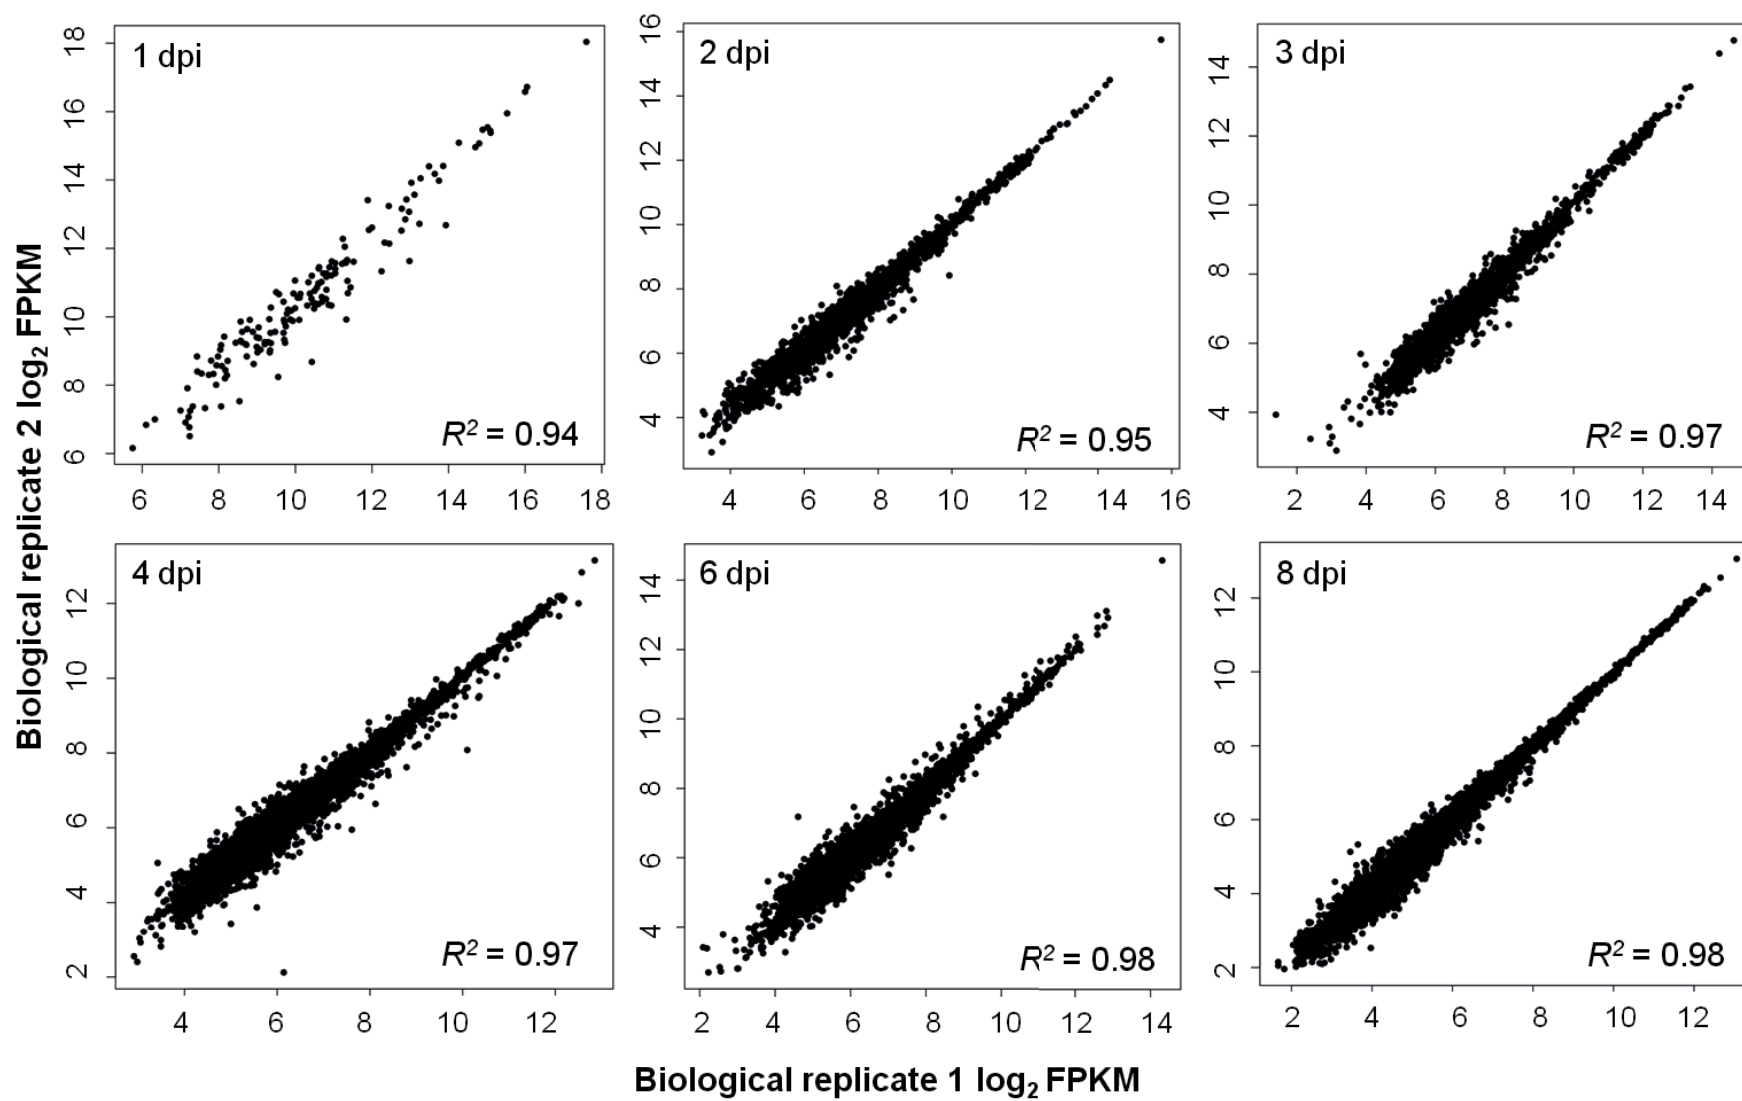 1 dpi
R² = 0.94
18
16
14
12
10
8
6
6 8 10 12 14 16 18
2 dpi
R² = 0.95
16
14
12
10
8
6
4
4 6 8 10 12 14 16
3 dpi
R² = 0.97
14
12
10
8
6
4
2 4 6 8 10 12 14
4 dpi
R² = 0.97
12
10
8
6
4
2
4 6 8 10 12
6 dpi
R² = 0.98
14
12
10
8
6
4
2 4 6 8 10 12 14
8 dpi
R² = 0.98
12
10
8
6
4
2
2 4 6 8 10 12
Biological replicate 2 log₂ FPKM
Biological replicate 1 log₂ FPKM